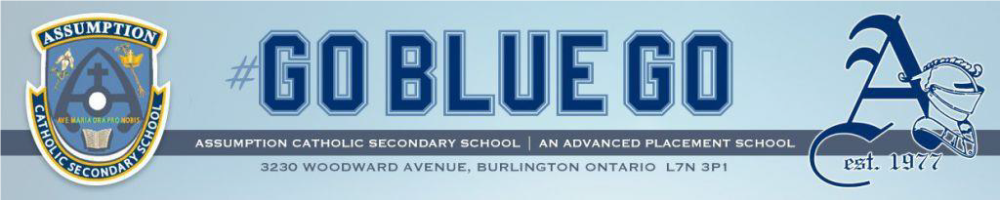 ASSUMPTION
AVE MARIA ORA PRO NOBIS
CATHOLIC SECONDARY SCHOOL
#GO BLUE GO
ASSUMPTION CATHOLIC SECONDARY SCHOOL | AN ADVANCED PLACEMENT SCHOOL
3230 WOODWARD AVENUE, BURLINGTON ONTARIO L7N 3P1
A
est. 1977